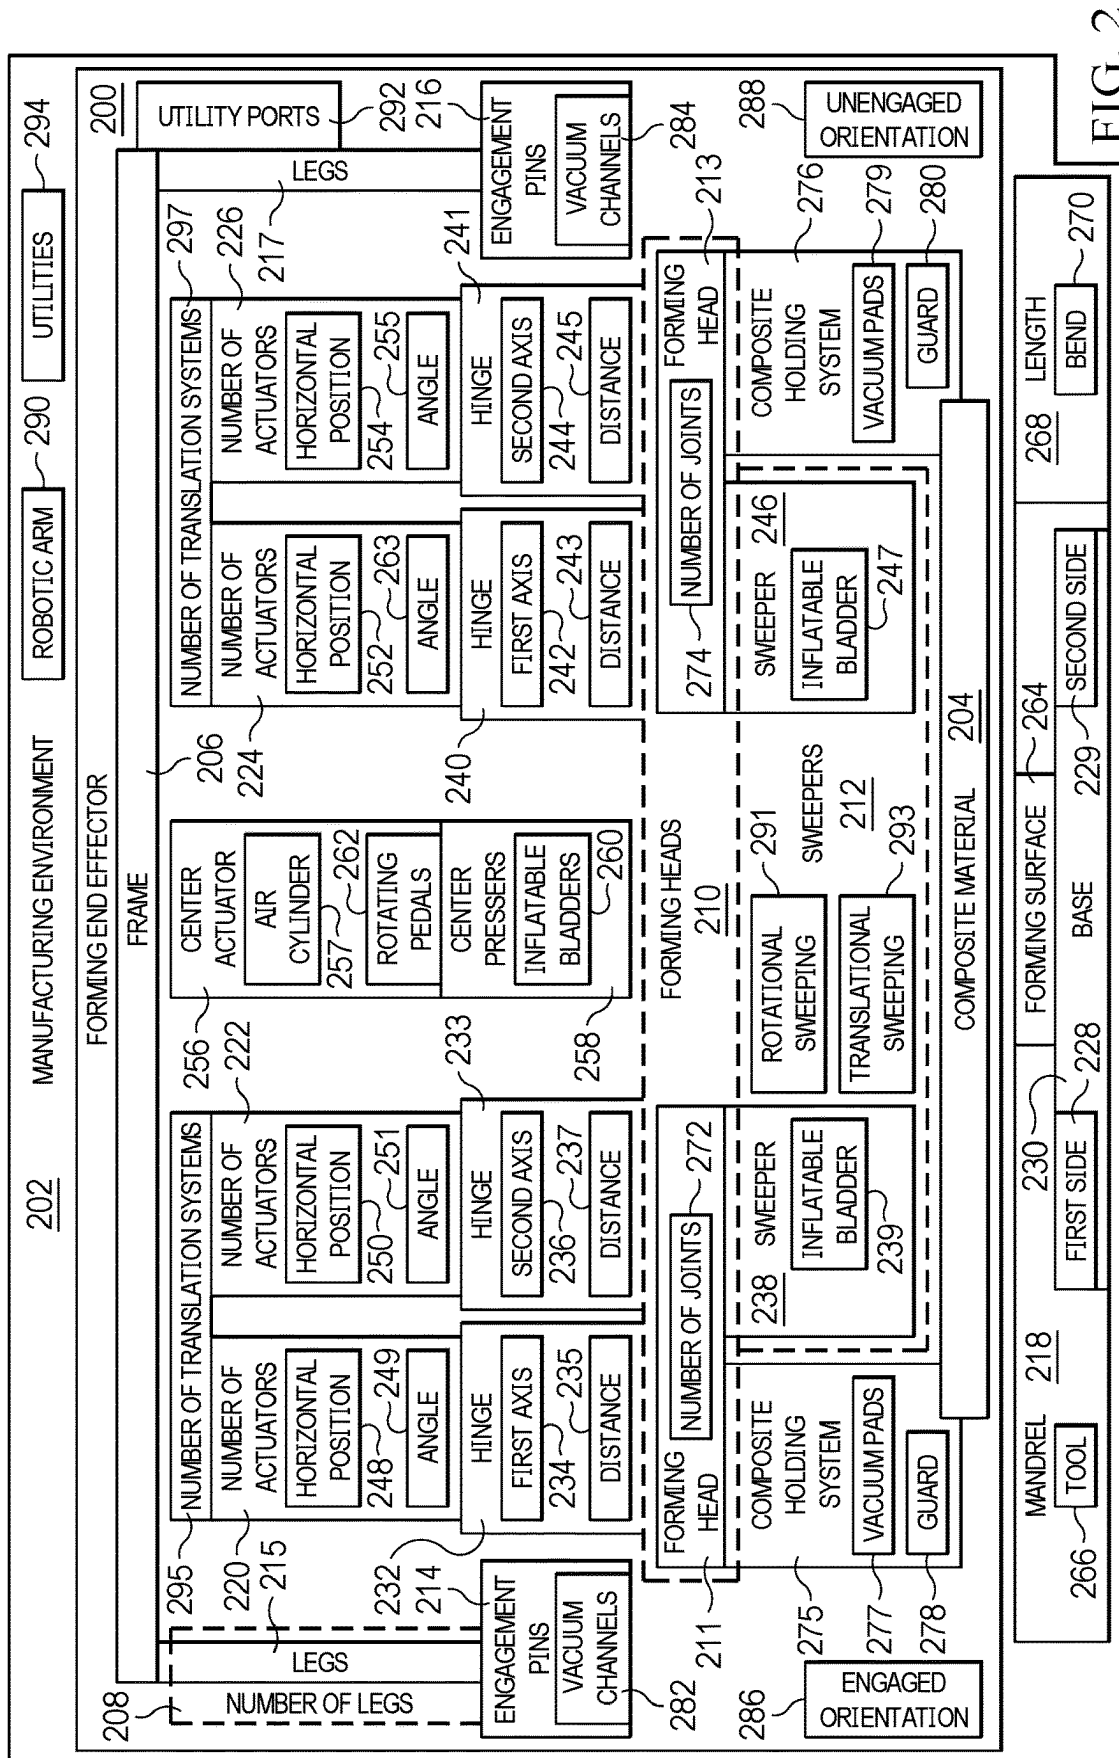 202
MANUFACTURING ENVIRONMENT
ROBOTIC ARM
290
UTILITIES
294
FORMING END EFFECTOR
200
FRAME
206
UTILITY PORTS
292
208
NUMBER OF LEGS
LEGS
215
LEGS
217
295
NUMBER OF TRANSLATION SYSTEMS
220
NUMBER OF
ACTUATORS
HORIZONTAL
POSITION
248
249
ANGLE
222
NUMBER OF
ACTUATORS
HORIZONTAL
POSITION
250
251
ANGLE
256
CENTER
ACTUATOR
AIR
CYLINDER
257
262
ROTATING
PEDALS
CENTER
PRESSERS
INFLATABLE
BLADDERS
260
258
NUMBER OF TRANSLATION SYSTEMS
297
224
NUMBER OF
ACTUATORS
HORIZONTAL
POSITION
252
263
ANGLE
226
NUMBER OF
ACTUATORS
HORIZONTAL
POSITION
254
255
ANGLE
214
ENGAGEMENT
PINS
VACUUM
CHANNELS
282
232
HINGE
FIRST AXIS
234
235
DISTANCE
233
HINGE
SECOND AXIS
236
237
DISTANCE
240
HINGE
FIRST AXIS
242
243
DISTANCE
241
HINGE
SECOND AXIS
244
245
DISTANCE
216
ENGAGEMENT
PINS
VACUUM
CHANNELS
284
211
FORMING
HEAD
NUMBER OF JOINTS
272
FORMING HEADS
210
274
NUMBER OF JOINTS
FORMING
HEAD
213
275
COMPOSITE
HOLDING
SYSTEM
277
VACUUM PADS
278
GUARD
238
SWEEPER
INFLATABLE
BLADDER
239
ROTATIONAL
SWEEPING
291
TRANSLATIONAL
SWEEPING
293
SWEEPERS
212
SWEEPER
246
INFLATABLE
BLADDER
247
COMPOSITE
HOLDING
SYSTEM
276
VACUUM PADS
279
GUARD
280
286
ENGAGED
ORIENTATION
288
UNENGAGED
ORIENTATION
COMPOSITE MATERIAL
204
MANDREL
218
266
TOOL
230
FORMING SURFACE
264
FIRST SIDE
228
BASE
229
SECOND SIDE
268
LENGTH
BEND
270
FIG. 2